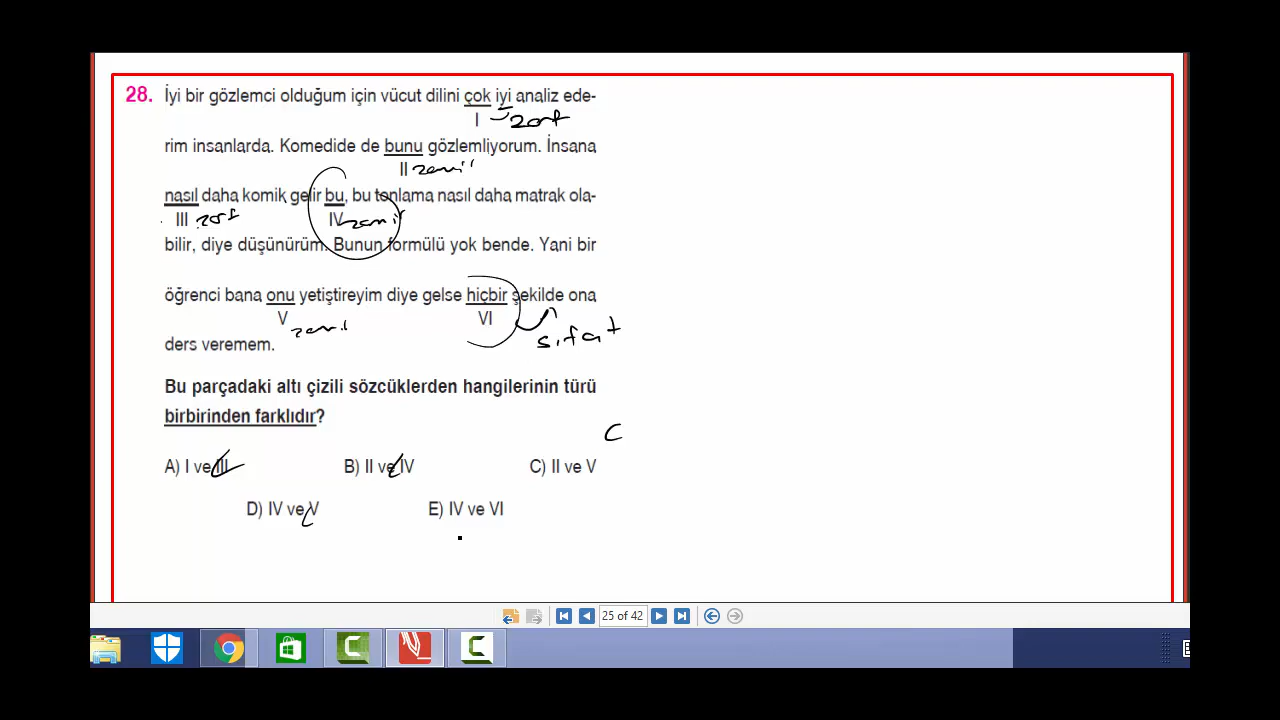 28. İyi bir gözlemci olduğum için vücut dilini çok iyi analiz ede-
I zarf
rim insanlarda. Komedide de bunu gözlemliyorum. İnsana
II zamir
nasıl daha komik gelir bu, bu tonlama nasıl daha matrak ola-
III zarf IV zamir
bilir, diye düşünürüm. Bunun formülü yok bende. Yani bir
öğrenci bana onu yetiştireyim diye gelse hiçbir şekilde ona
V zamir VI sıfat
ders veremem.
Bu parçadaki altı çizili sözcüklerden hangilerinin türü
birbirinden farklıdır?
C
A) I ve III B) II ve IV C) II ve V
D) IV ve V E) IV ve VI
25 of 42